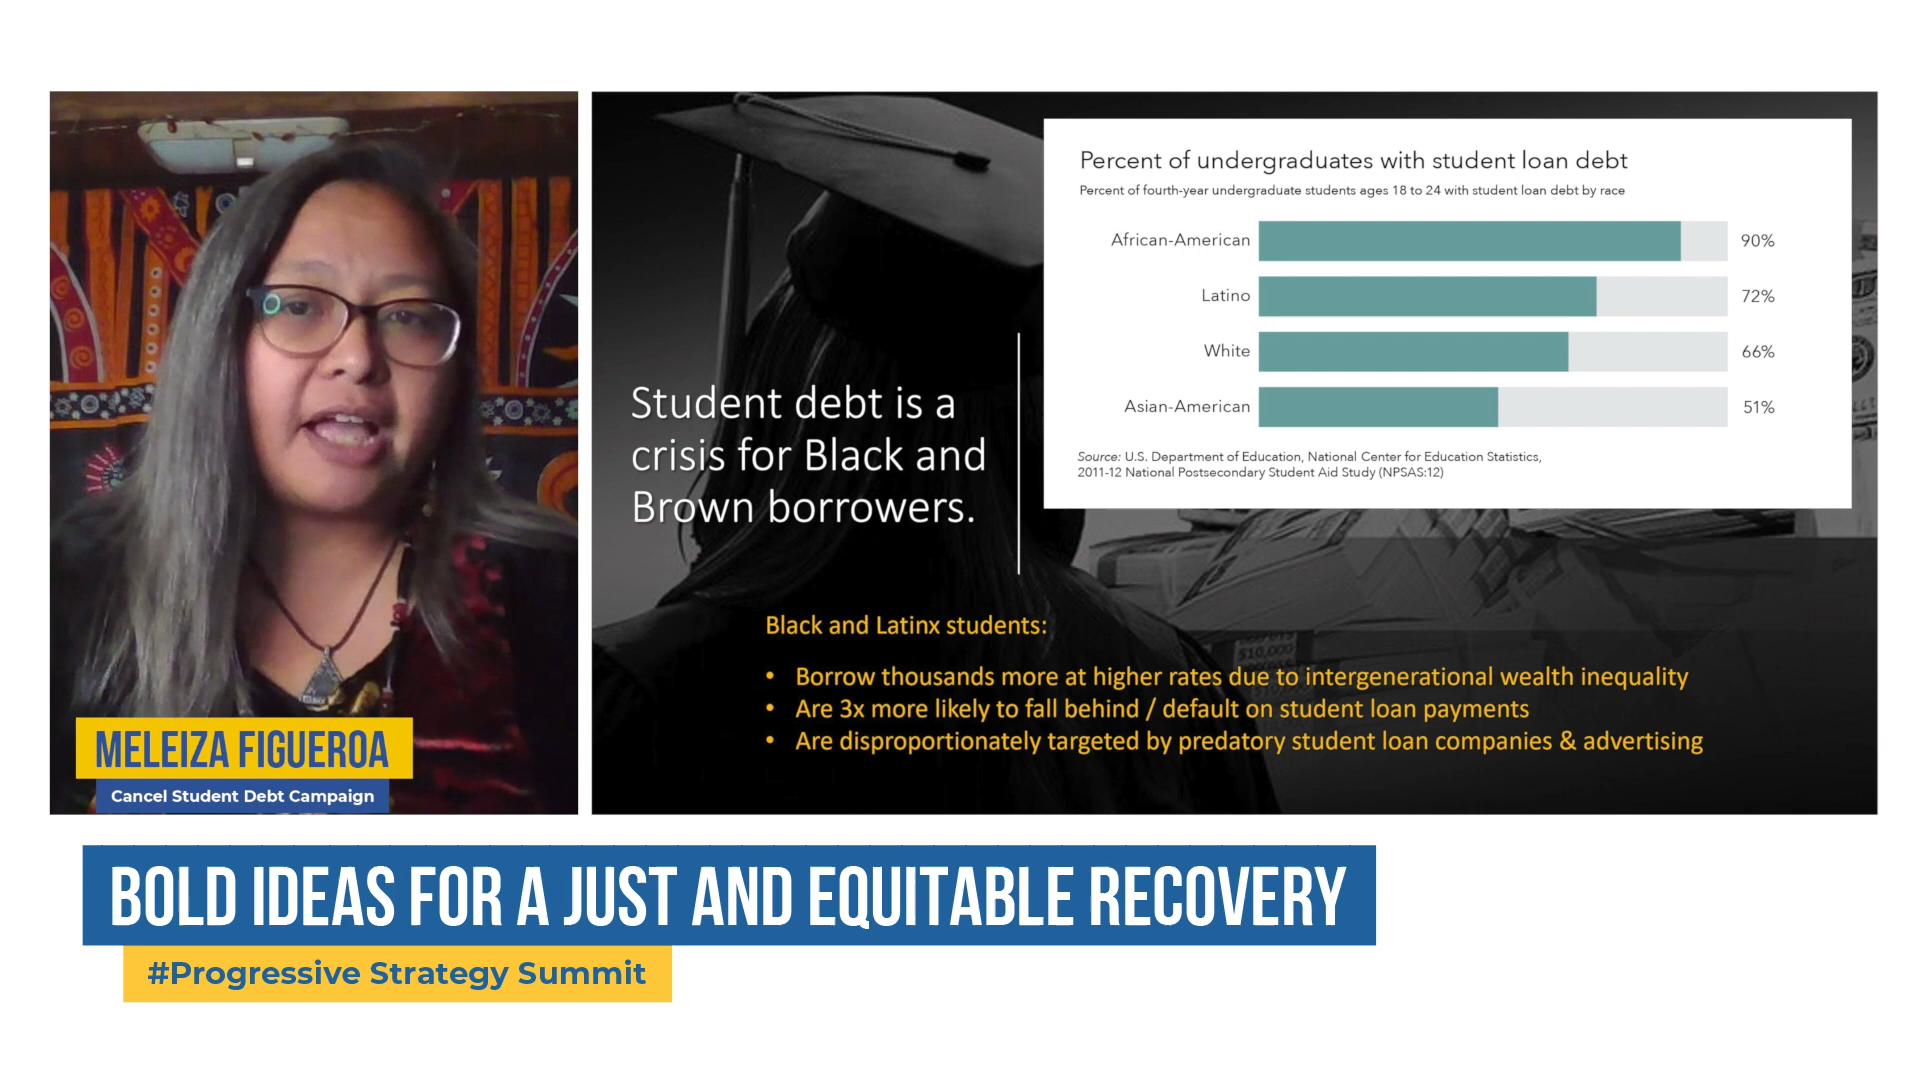 Percent of undergraduates with student loan debt
Percent of fourth-year undergraduate students ages 18 to 24 with student loan debt by race
African-American 90%
Latino 72%
White 66%
Asian-American 51%
Source: U.S. Department of Education, National Center for Education Statistics,
2011-12 National Postsecondary Student Aid Study (NPSAS:12)
Student debt is a
crisis for Black and
Brown borrowers.
$10,000
Black and Latinx students:
• Borrow thousands more at higher rates due to intergenerational wealth inequality
• Are 3x more likely to fall behind / default on student loan payments
• Are disproportionately targeted by predatory student loan companies & advertising
MELEIZA FIGUEROA
Cancel Student Debt Campaign
BOLD IDEAS FOR A JUST AND EQUITABLE RECOVERY
#Progressive Strategy Summit